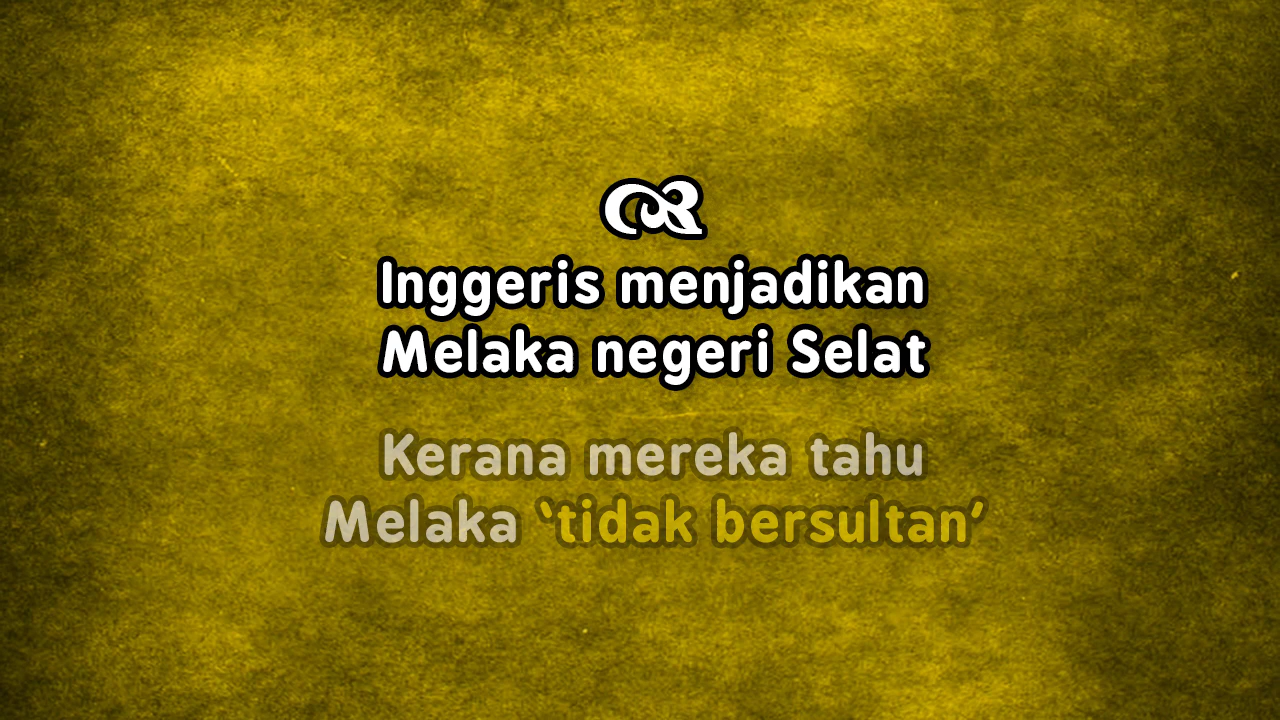 Inggeris menjadikan
Melaka negeri Selat
Kerana mereka tahu
Melaka ‘tidak bersultan’